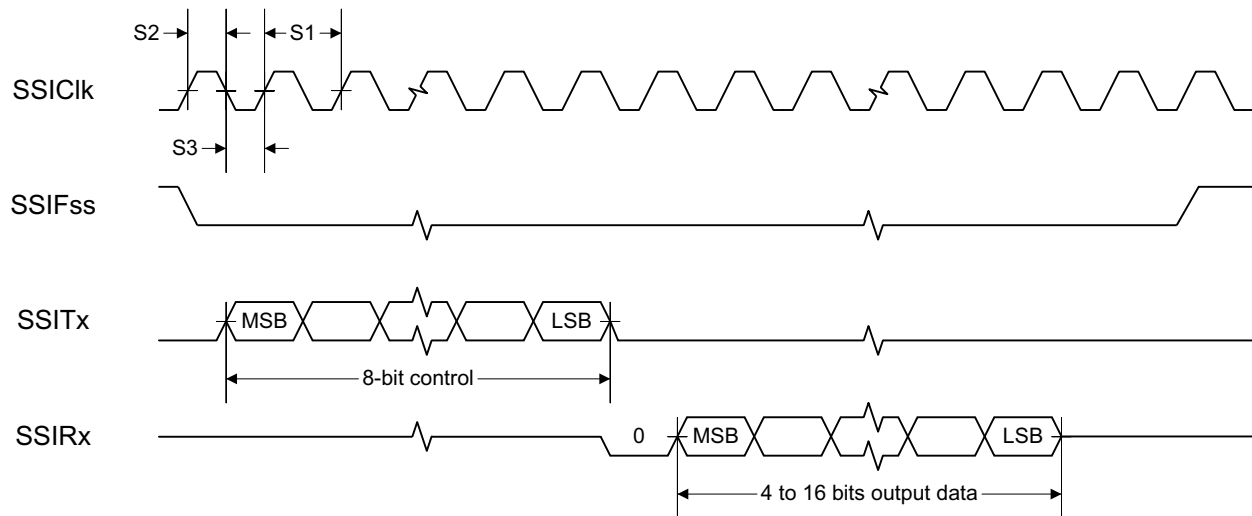 S2
S1
SSIClk
S3
SSIFss
SSITx
MSB
LSB
8-bit control
SSIRx
0
MSB
LSB
4 to 16 bits output data